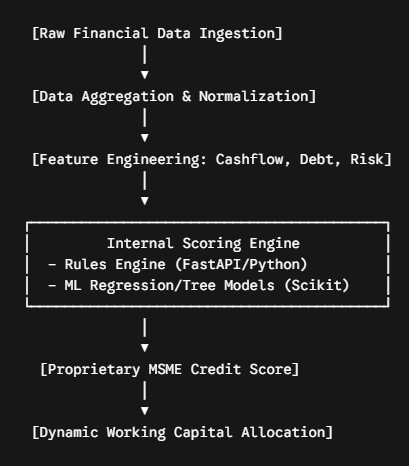 [Raw Financial Data Ingestion]
[Data Aggregation & Normalization]
[Feature Engineering: Cashflow, Debt, Risk]
Internal Scoring Engine
– Rules Engine (FastAPI/Python)
– ML Regression/Tree Models (Scikit)
[Proprietary MSME Credit Score]
[Dynamic Working Capital Allocation]